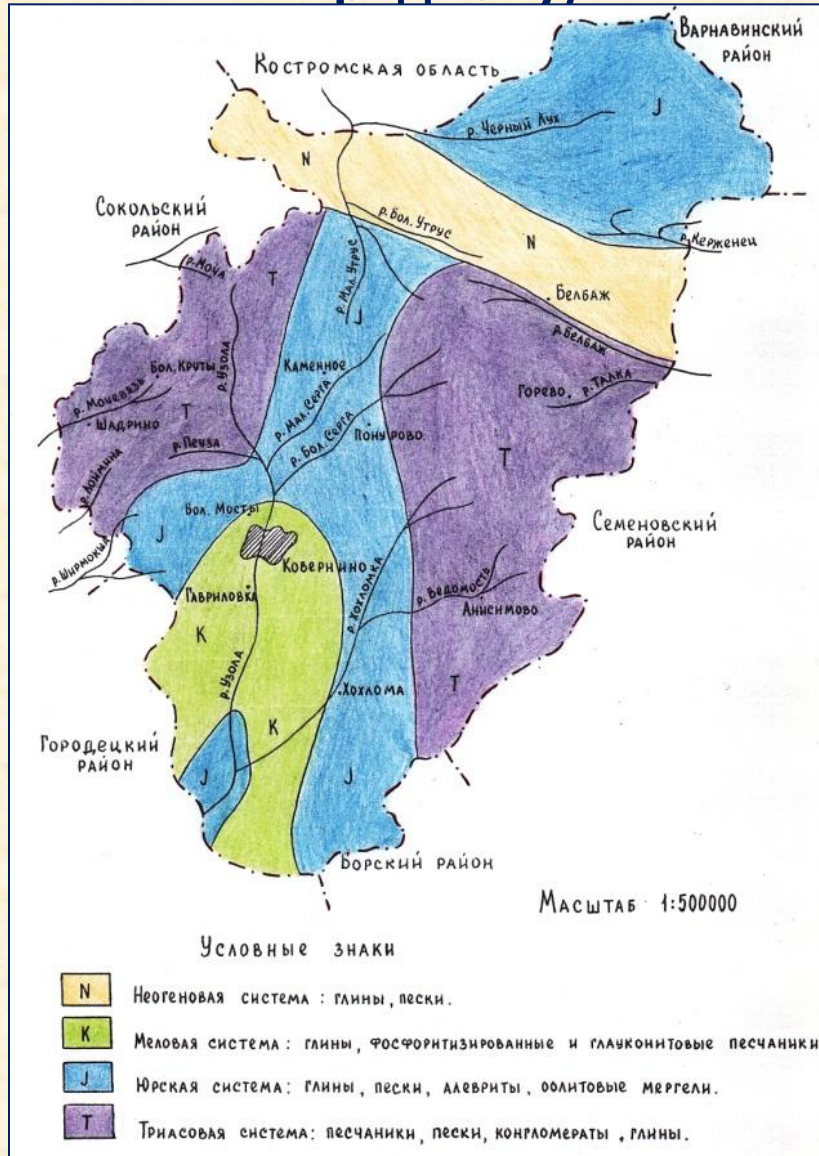 Варнавинский
район
Костромская область
р. Черный Лух
J
N
Сокольский
район
р. Бол. Утрус
N
р. Керженец
р. Моча
T
р. Мал. Утрус
J
Белбаж
р. Белбаж
р. Узола
Бол. Круты
Каменное
р. Мочевязь
Шадрино
T
р. Мал. Серга
Горево
р. Талка
р. Пеуза
р. Бол. Серга
Понурово
T
р. Лоймина
Бол. Мосты
J
Семеновский
район
р. Ширмокша
Ковернино
Гавриловка
р. Хохломка
р. Ведомость
Анисимово
K
р. Узола
Хохлома
T
K
Городецкий
район
J
J
Борский район
Масштаб 1:500000
Условные знаки
N Неогеновая система: глины, пески.
K Меловая система: глины, фосфоритизированные и глауконитовые песчаники
J Юрская система: глины, пески, алевриты, оолитовые мергели.
T Триасовая система: песчаники, пески, конгломераты, глины.